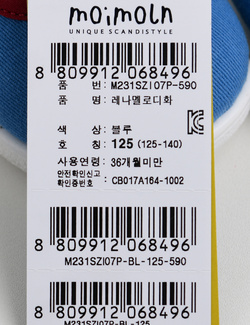 moimoln
UNIQUE SCANDISTYLE
8 809912 068496
품 번: M231SZI07P-590
품 명: 레나멜로디화
색 상: 블루
호 칭: 125 (125-140)
사용연령: 36개월미만
안전확인신고
확인증번호: CB017A164-1002
8 809912 068496
M231SZI07P-BL-125-590
8 809912 068496
M231SZI07P-BL-125